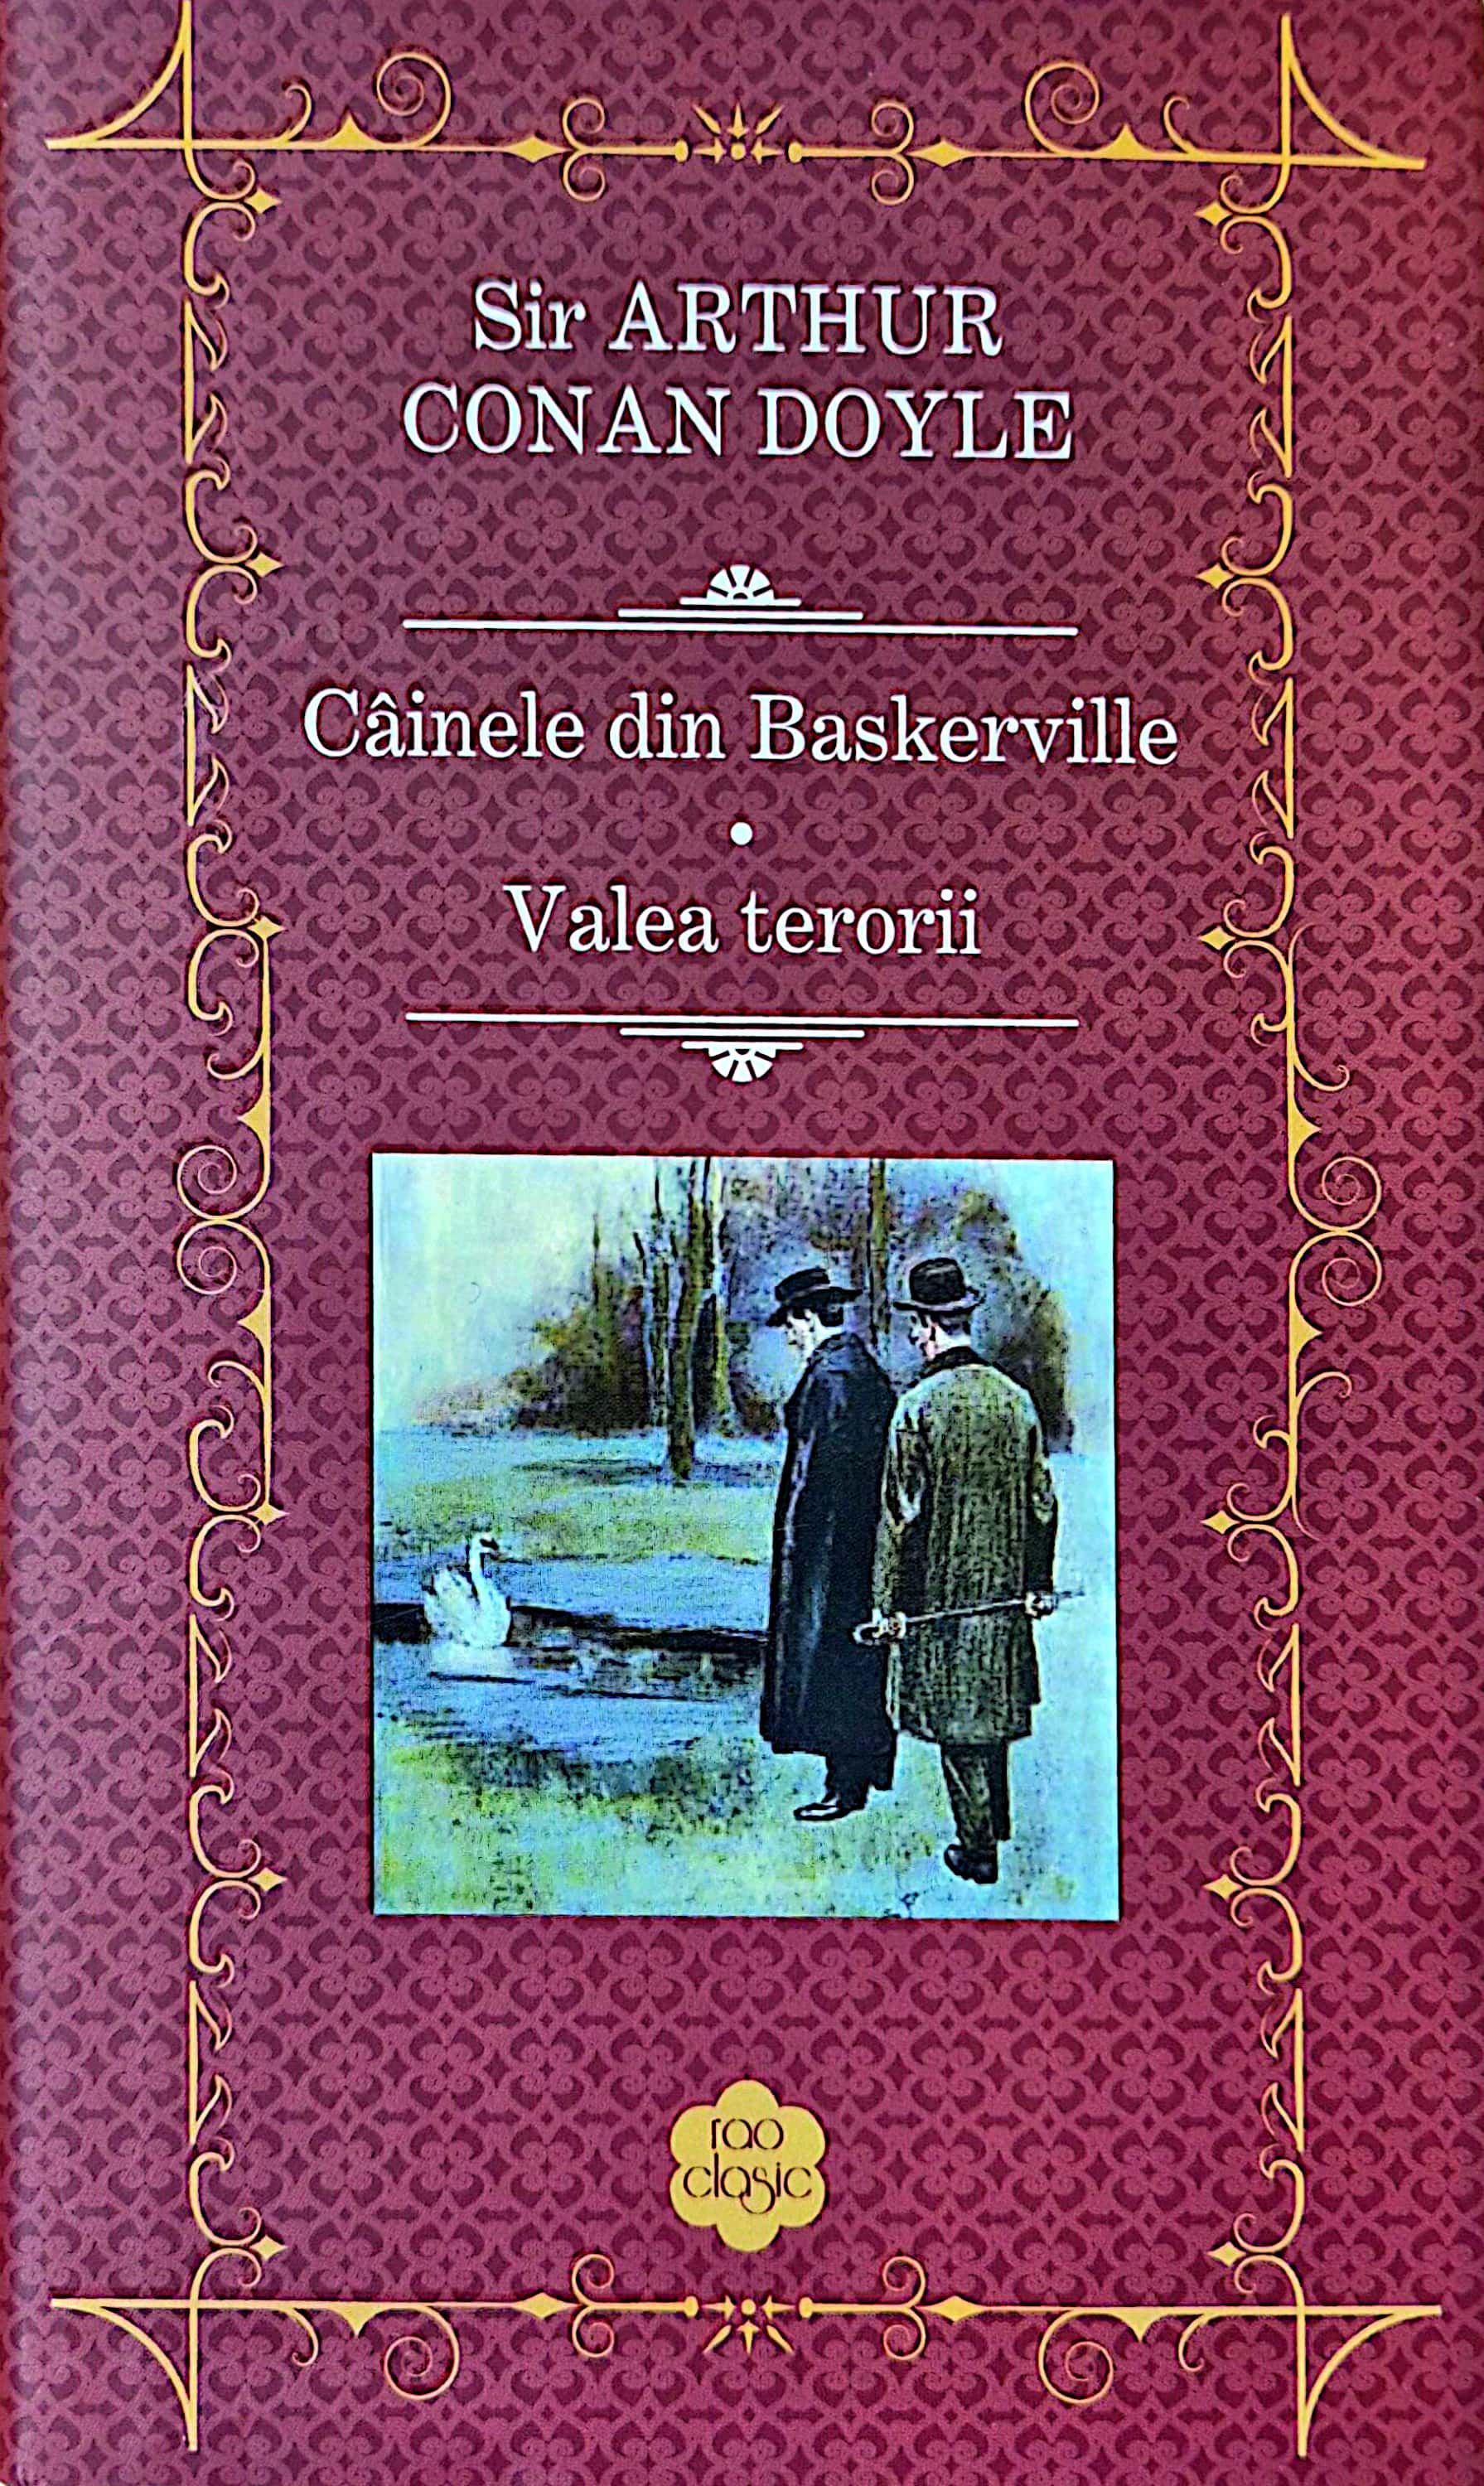 Sir ARTHUR
CONAN DOYLE
Câinele din Baskerville
•
Valea terorii
rao
clasic